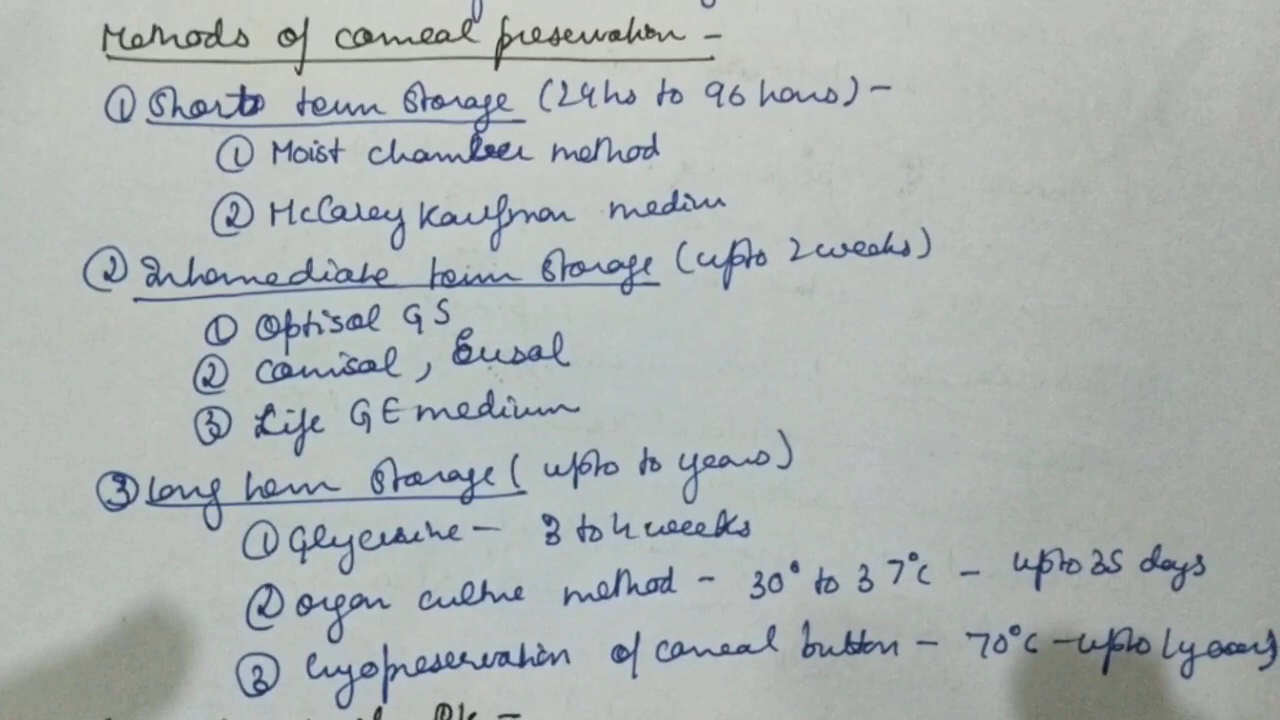 Methods of corneal preservation -
① Short term storage (24hs to 96 hours) -
① Moist chamber method
② McCarey Kaufman medium
② Intermediate term storage (upto 2 weeks)
① Optisol GS
② Cornisol, Eusol
③ Life GE medium
③ Long term storage ( upto to years)
① Glycerine - 3 to 4 weeks
② Organ culture method - 30° to 37°c - upto 35 days
③ Cryopreservation of corneal button - 70°c - upto 1 years